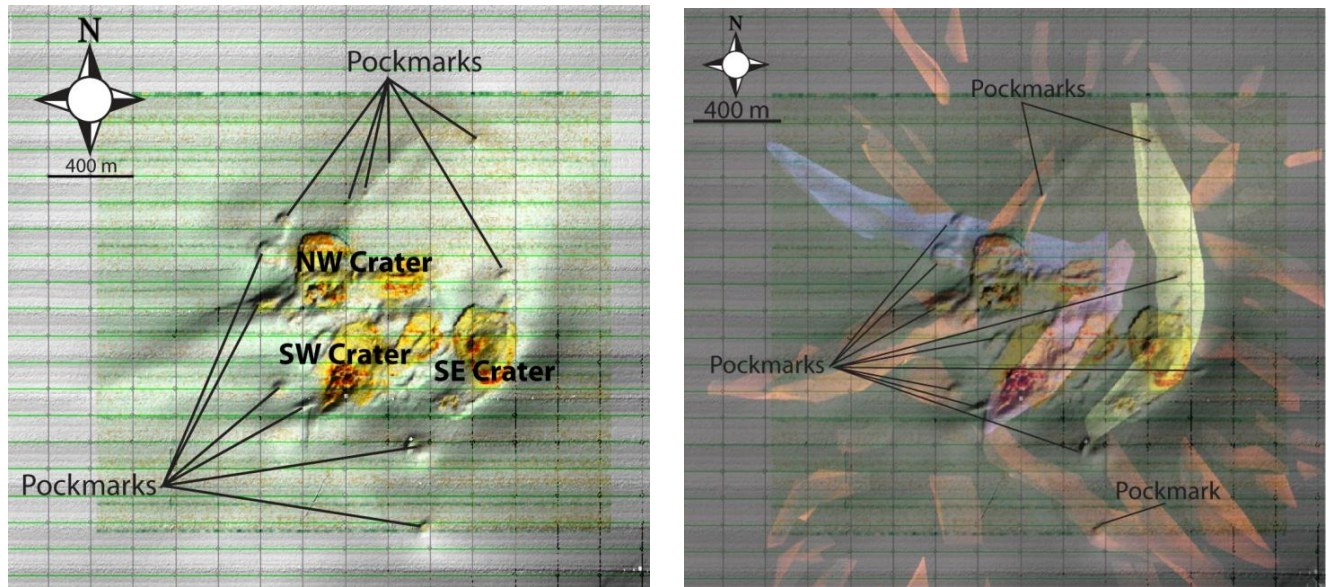 N
Pockmarks
400 m
NW Crater
SW Crater
SE Crater
Pockmarks
N
400 m
Pockmarks
Pockmarks
Pockmark